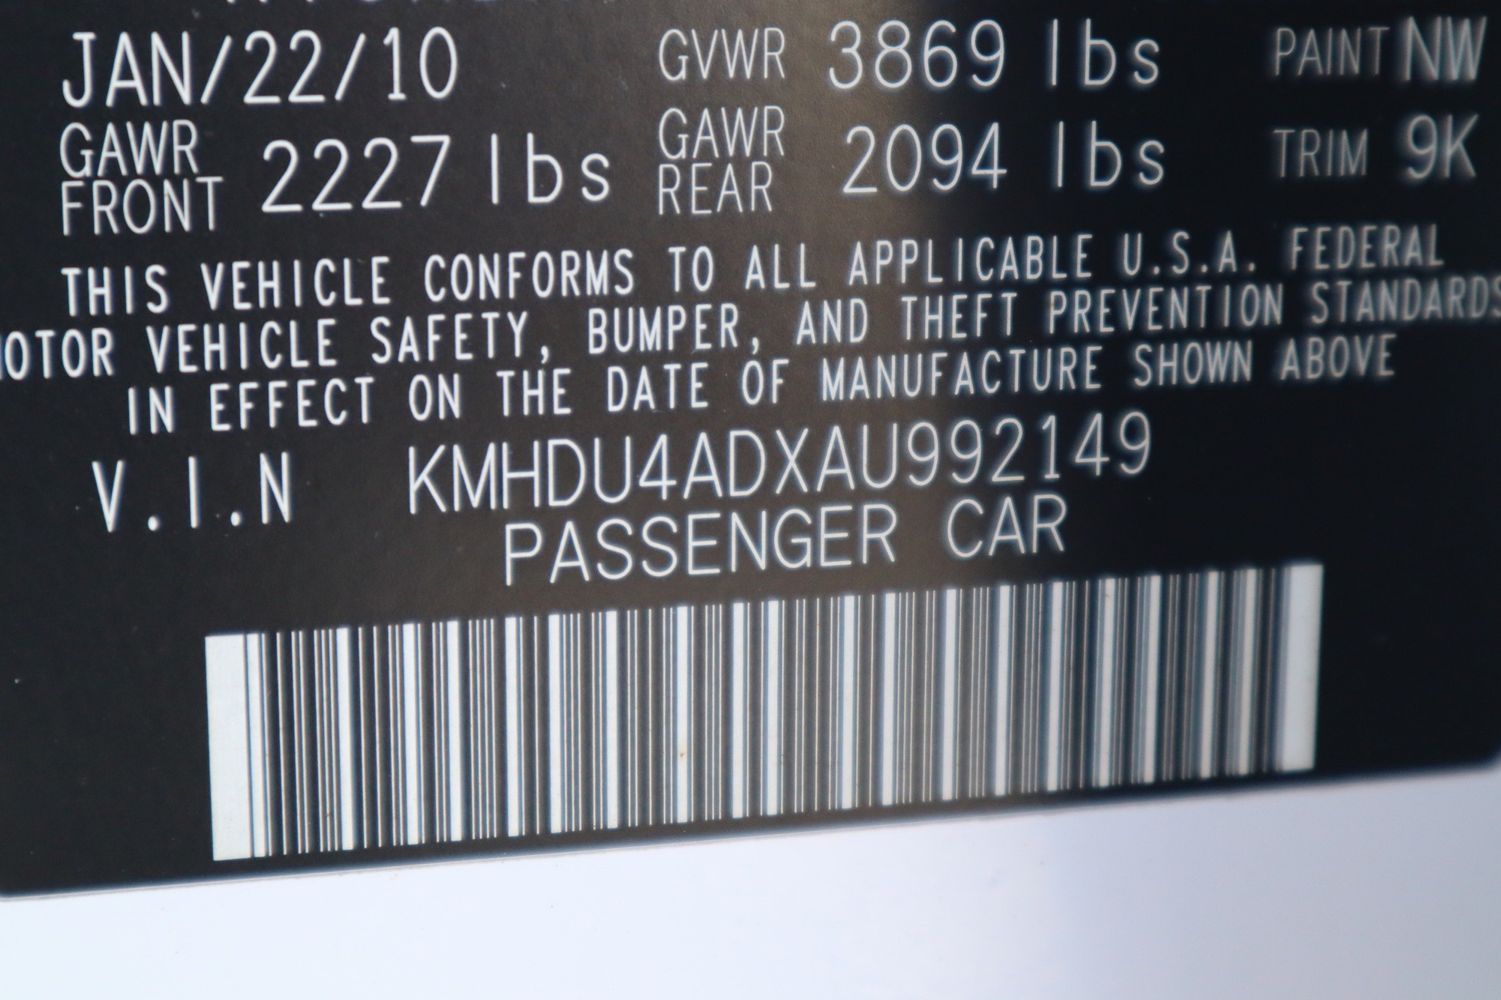 JAN/22/10 GVWR 3869 lbs PAINT NW
GAWR FRONT 2227 lbs GAWR REAR 2094 lbs TRIM 9K
THIS VEHICLE CONFORMS TO ALL APPLICABLE U.S.A. FEDERAL
OTOR VEHICLE SAFETY, BUMPER, AND THEFT PREVENTION STANDARDS
IN EFFECT ON THE DATE OF MANUFACTURE SHOWN ABOVE
V.I.N KMHDU4ADXAU992149
PASSENGER CAR